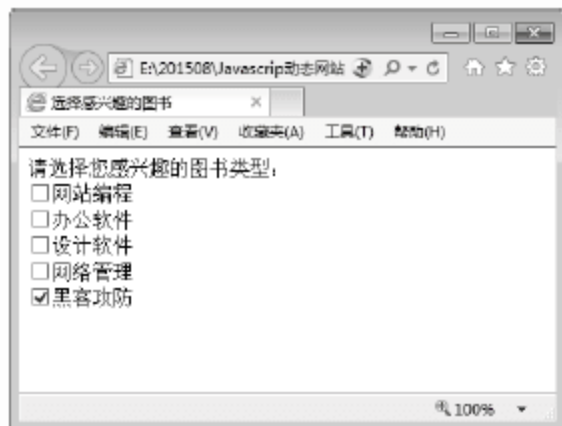 E:\201508\Javascrip动态网站
选择感兴趣的图书
文件(F) 编辑(E) 查看(V) 收藏夹(A) 工具(T) 帮助(H)
请选择您感兴趣的图书类型：
网站编程
办公软件
设计软件
网络管理
黑客攻防
100%